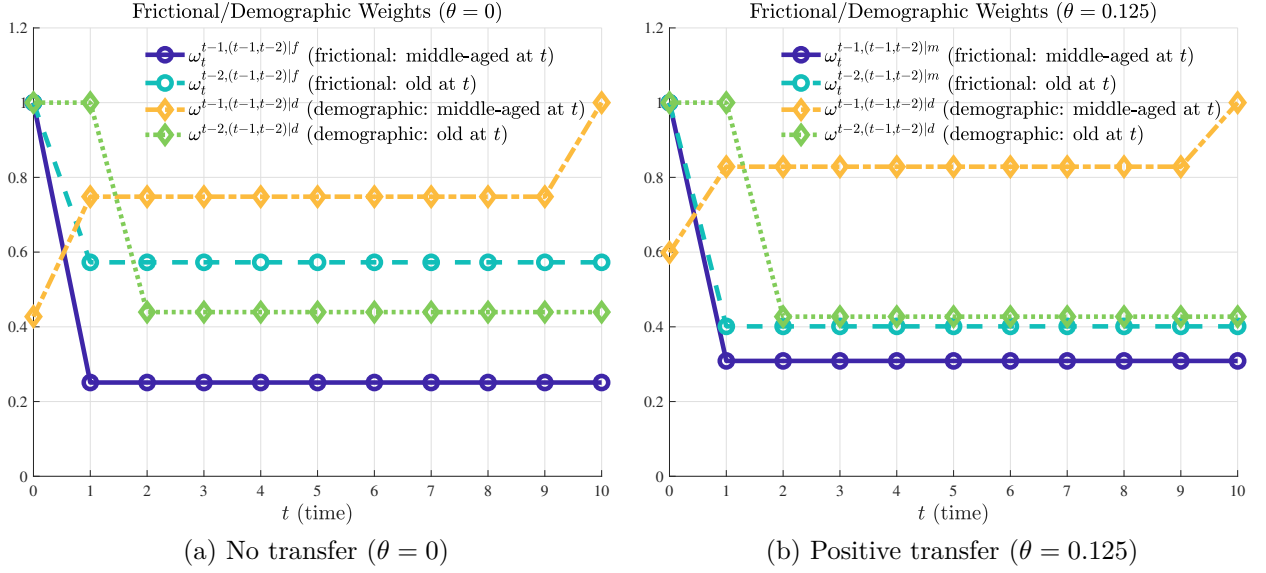 Frictional/Demographic Weights (θ = 0)
1.2
1
0.8
0.6
0.4
0.2
0
ω_t^{t−1,(t−1,t−2)|f} (frictional: middle-aged at t)
ω_t^{t−2,(t−1,t−2)|f} (frictional: old at t)
ω^{t−1,(t−1,t−2)|d} (demographic: middle-aged at t)
ω^{t−2,(t−1,t−2)|d} (demographic: old at t)
0 1 2 3 4 5 6 7 8 9 10
t (time)
(a) No transfer (θ = 0)
Frictional/Demographic Weights (θ = 0.125)
1.2
1
0.8
0.6
0.4
0.2
0
ω_t^{t−1,(t−1,t−2)|m} (frictional: middle-aged at t)
ω_t^{t−2,(t−1,t−2)|m} (frictional: old at t)
ω^{t−1,(t−1,t−2)|d} (demographic: middle-aged at t)
ω^{t−2,(t−1,t−2)|d} (demographic: old at t)
0 1 2 3 4 5 6 7 8 9 10
t (time)
(b) Positive transfer (θ = 0.125)